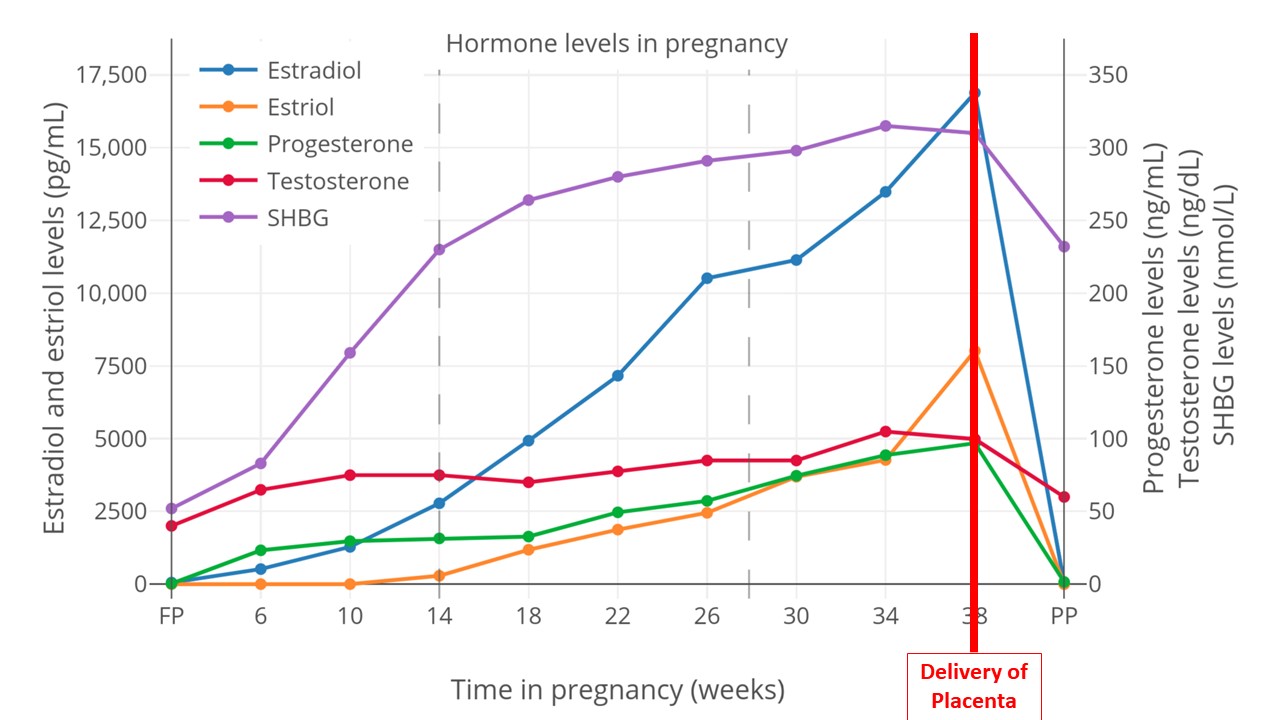 Hormone levels in pregnancy
Estradiol
Estriol
Progesterone
Testosterone
SHBG
Estradiol and estriol levels (pg/mL)
17,500
15,000
12,500
10,000
7500
5000
2500
0
350
300
250
200
150
100
50
0
Progesterone levels (ng/mL)
Testosterone levels (ng/dL)
SHBG levels (nmol/L)
FP 6 10 14 18 22 26 30 34 38 PP
Time in pregnancy (weeks)
Delivery of
Placenta